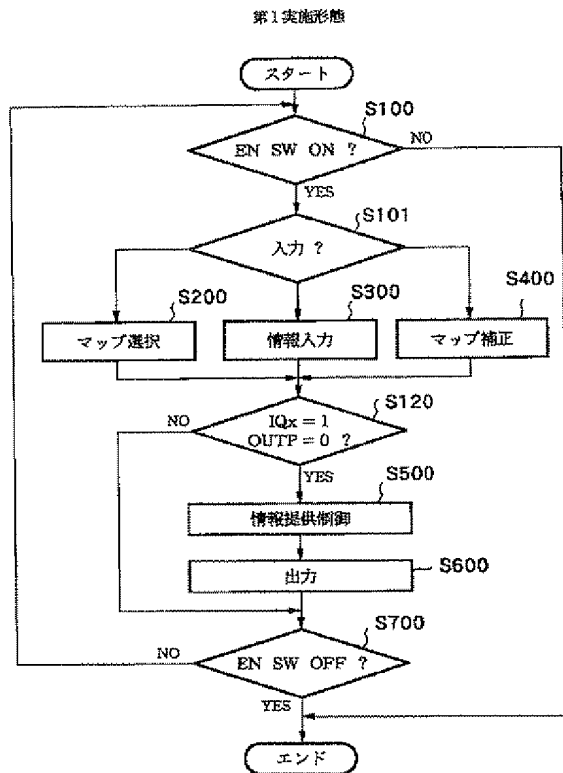 第1実施形態
スタート
S100
EN SW ON ?
NO
YES
S101
入力 ?
S200
マップ選択
S300
情報入力
S400
マップ補正
S120
NO
IQx = 1
OUTP = 0 ?
YES
S500
情報提供制御
S600
出力
S700
NO
EN SW OFF ?
YES
エンド